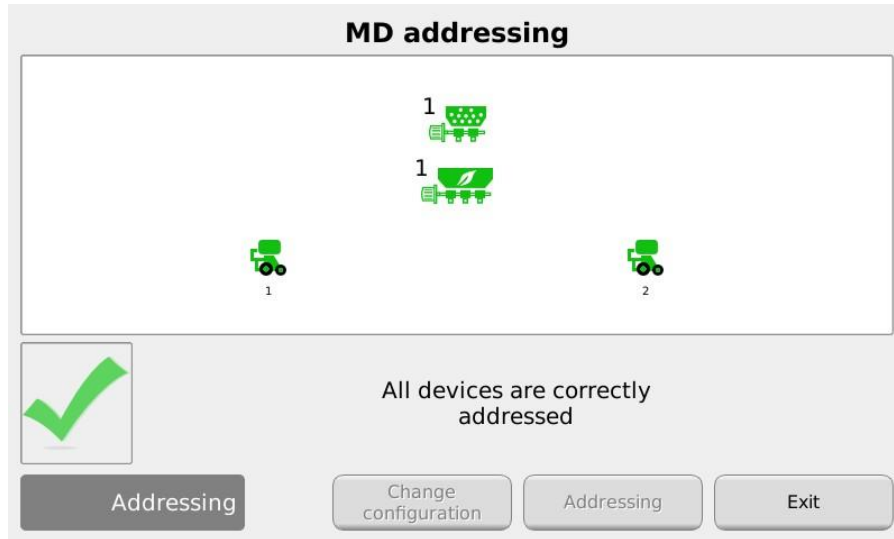 MD addressing
1
1
1
2
All devices are correctly
addressed
Addressing
Change
configuration
Addressing
Exit